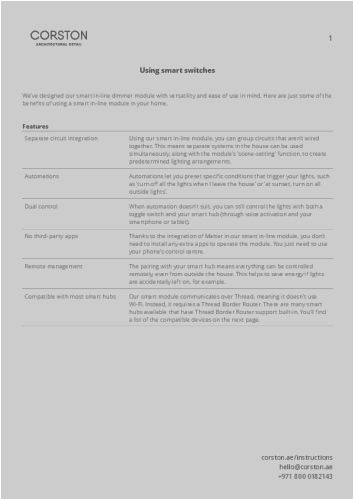 CORSTON
ARCHITECTURAL DETAIL
1
Using smart switches
We've designed our smart in-line dimmer module with versatility and ease of use in mind. Here are just some of the
benefits of using a smart in-line module in your home.
Features
Separate circuit integration
Using our smart in-line module, you can group circuits that aren't wired
together. This means separate systems in the house can be used
simultaneously, along with the module's 'scene-setting' function, to create
predetermined lighting arrangements.
Automations
Automations let you preset specific conditions that trigger your lights, such
as 'turn off all the lights when I leave the house' or 'at sunset, turn on all
outside lights'.
Dual control
When automation doesn't suit, you can still control the lights with both a
toggle switch and your smart hub (through voice activation and your
smartphone or tablet).
No third-party apps
Thanks to the integration of Matter in our smart in-line module, you don't
need to install any extra apps to operate the module. You just need to use
your phone's control centre.
Remote management
The pairing with your smart hub means everything can be controlled
remotely, even from outside the house. This helps to save energy if lights
are accidentally left on, for example.
Compatible with most smart hubs
Our smart module communicates over Thread, meaning it doesn't use
Wi-Fi. Instead, it requires a Thread Border Router. There are many smart
hubs available that have Thread Border Router support built-in. You'll find
a list of the compatible devices on the next page.
corston.ae/instructions
hello@corston.ae
+971 800 0182143